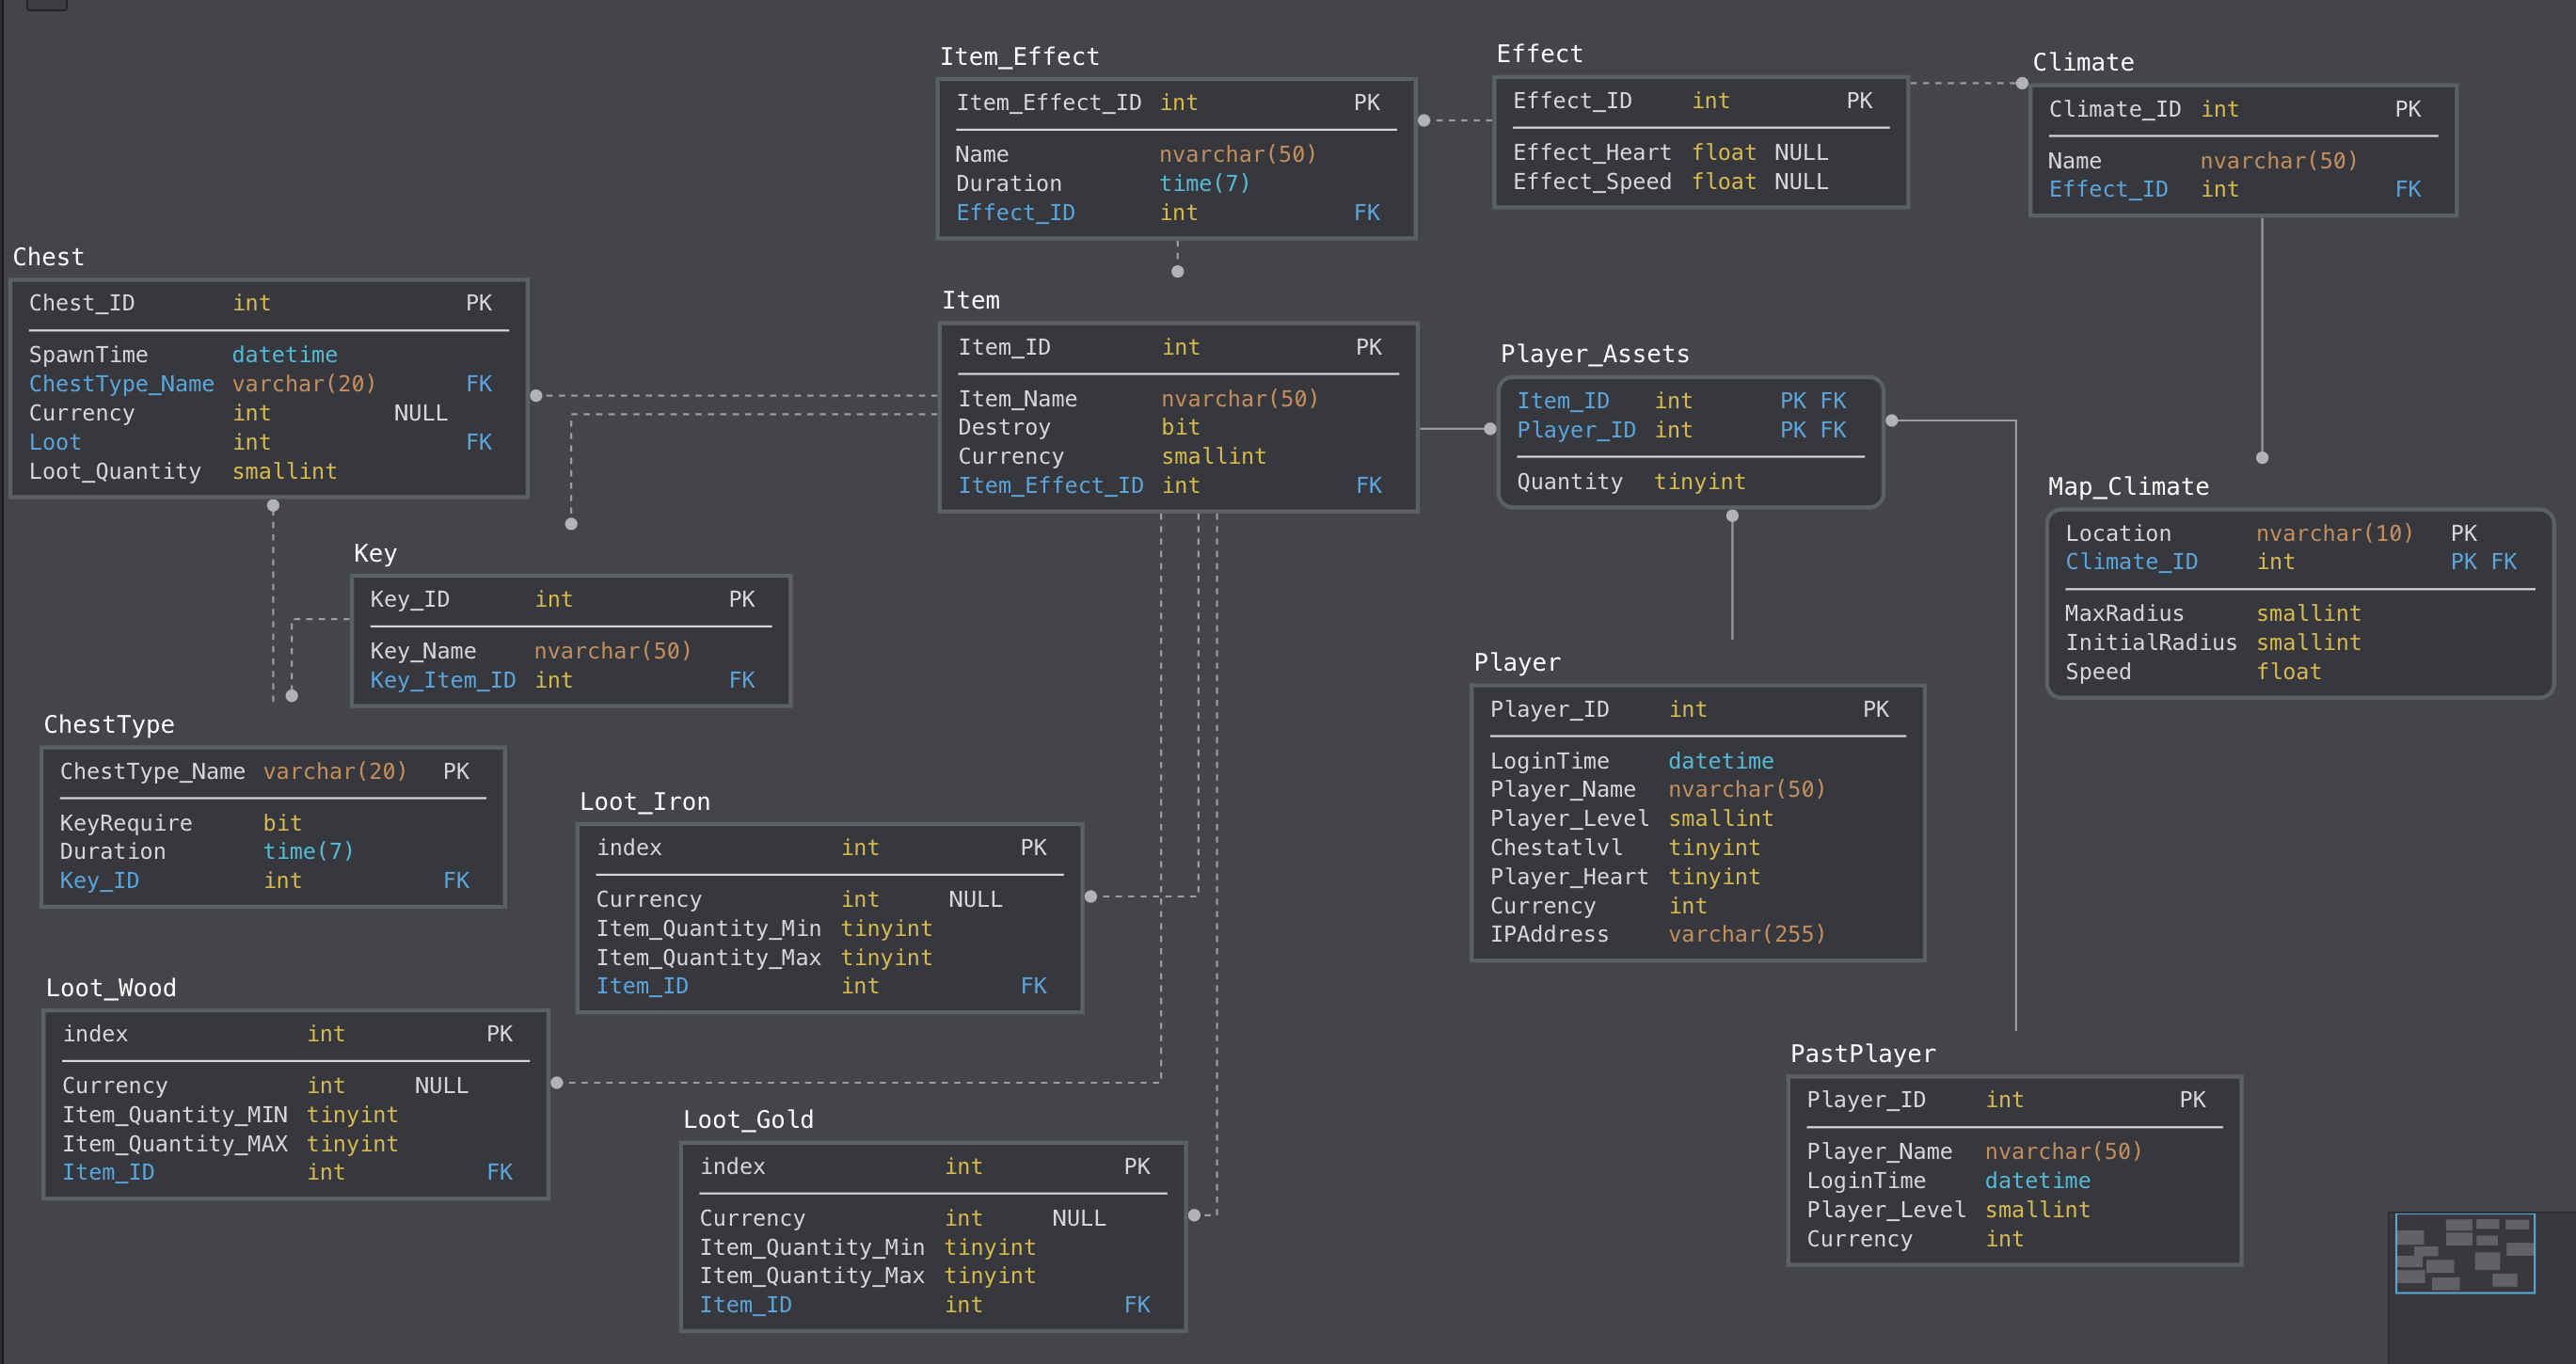 Item_Effect
Item_Effect_ID int PK
Name nvarchar(50)
Duration time(7)
Effect_ID int FK
Effect
Effect_ID int PK
Effect_Heart float NULL
Effect_Speed float NULL
Climate
Climate_ID int PK
Name nvarchar(50)
Effect_ID int FK
Chest
Chest_ID int PK
SpawnTime datetime
ChestType_Name varchar(20) FK
Currency int NULL
Loot int FK
Loot_Quantity smallint
Item
Item_ID int PK
Item_Name nvarchar(50)
Destroy bit
Currency smallint
Item_Effect_ID int FK
Player_Assets
Item_ID int PK FK
Player_ID int PK FK
Quantity tinyint
Map_Climate
Location nvarchar(10) PK
Climate_ID int PK FK
MaxRadius smallint
InitialRadius smallint
Speed float
Key
Key_ID int PK
Key_Name nvarchar(50)
Key_Item_ID int FK
Player
Player_ID int PK
LoginTime datetime
Player_Name nvarchar(50)
Player_Level smallint
Chestatlvl tinyint
Player_Heart tinyint
Currency int
IPAddress varchar(255)
ChestType
ChestType_Name varchar(20) PK
KeyRequire bit
Duration time(7)
Key_ID int FK
Loot_Iron
index int PK
Currency int NULL
Item_Quantity_Min tinyint
Item_Quantity_Max tinyint
Item_ID int FK
Loot_Wood
index int PK
Currency int NULL
Item_Quantity_MIN tinyint
Item_Quantity_MAX tinyint
Item_ID int FK
Loot_Gold
index int PK
Currency int NULL
Item_Quantity_Min tinyint
Item_Quantity_Max tinyint
Item_ID int FK
PastPlayer
Player_ID int PK
Player_Name nvarchar(50)
LoginTime datetime
Player_Level smallint
Currency int